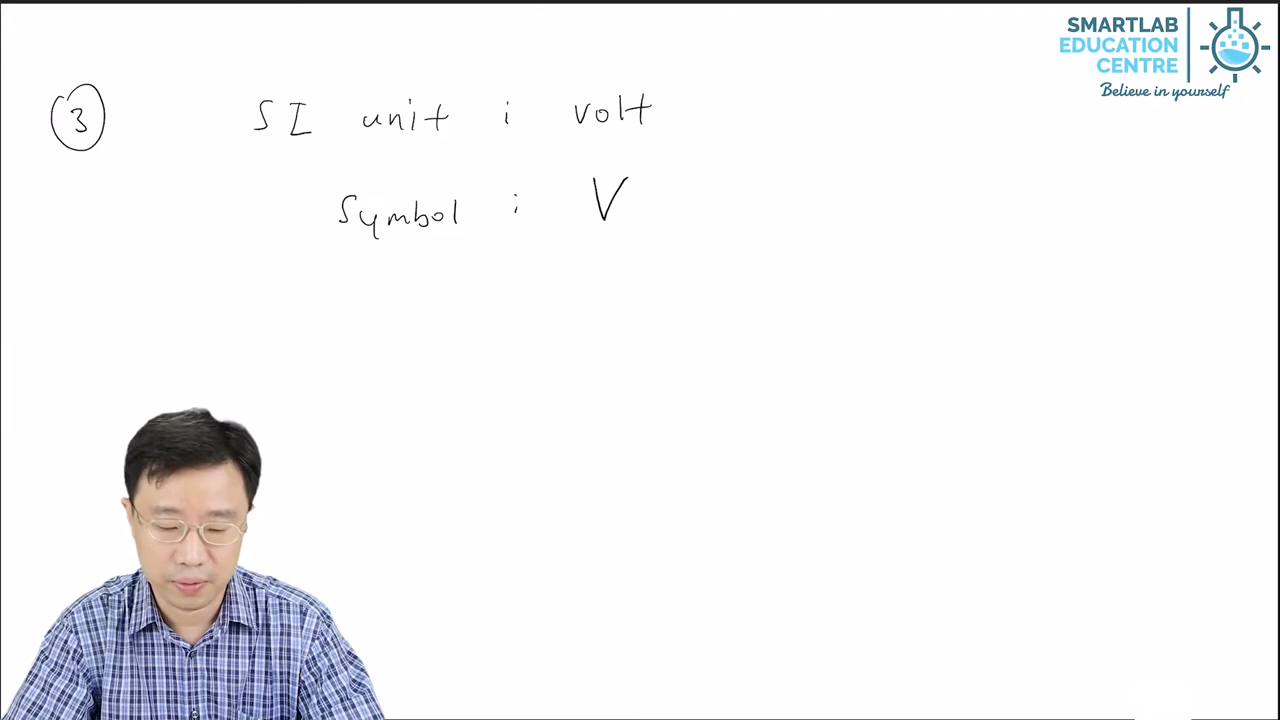 SMARTLAB
EDUCATION
CENTRE
Believe in yourself
3 SI unit : volt
Symbol : V